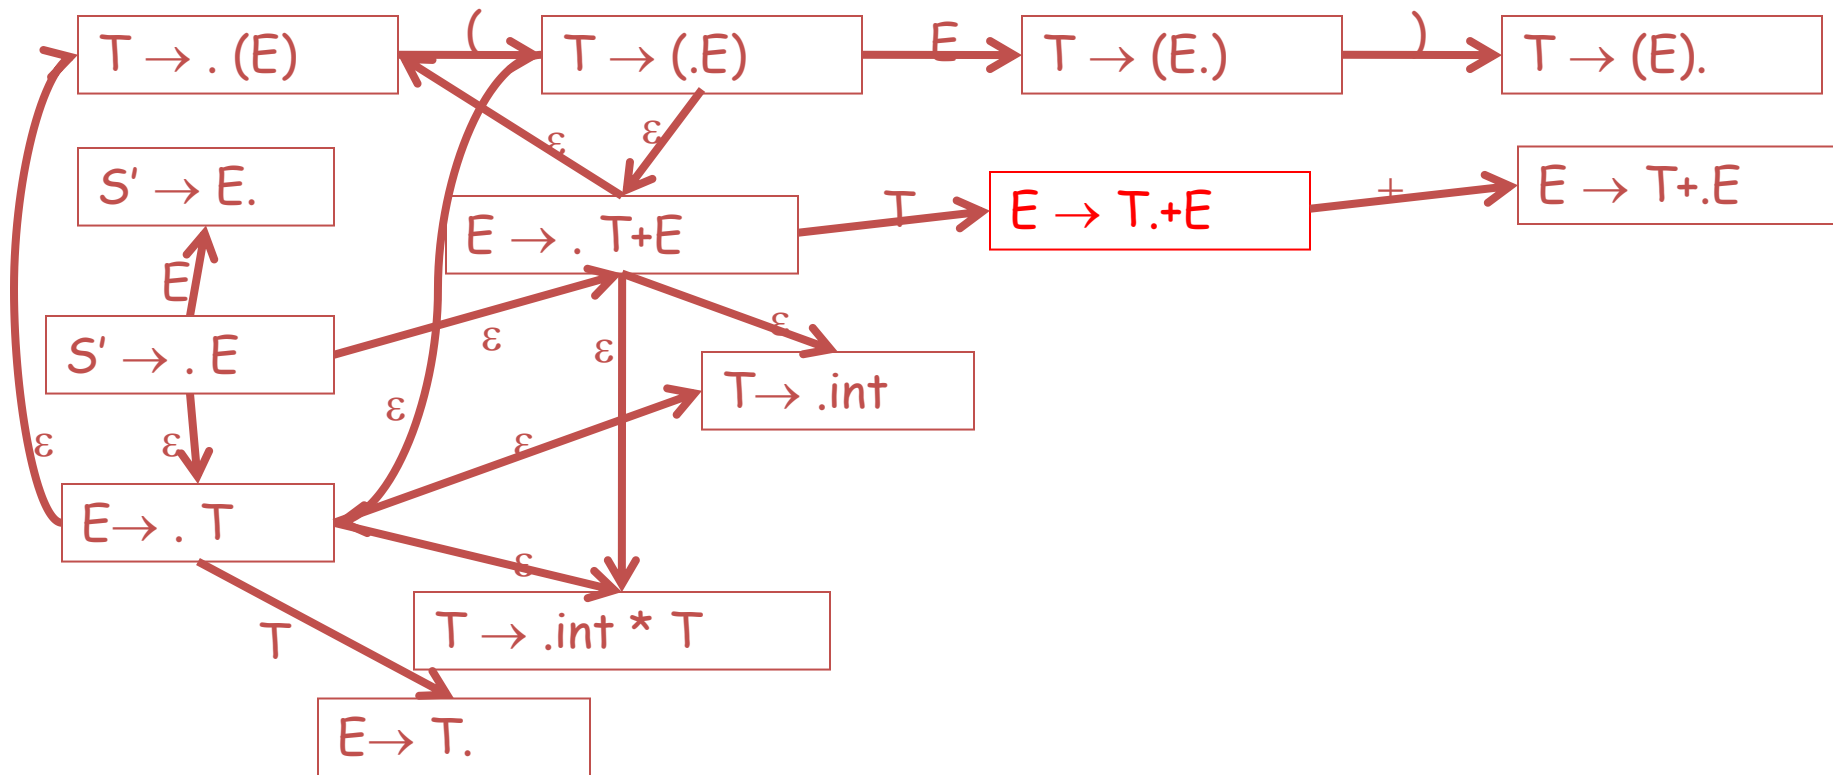 T → . (E)
(
T → (.E)
E
T → (E.)
)
T → (E).
ε
ε
S' → E.
E → . T+E
T
E → T.+E
+
E → T+.E
E
S' → . E
ε
ε
ε
T→ .int
ε
ε
ε
ε
E→ . T
ε
T → .int * T
T
E→ T.